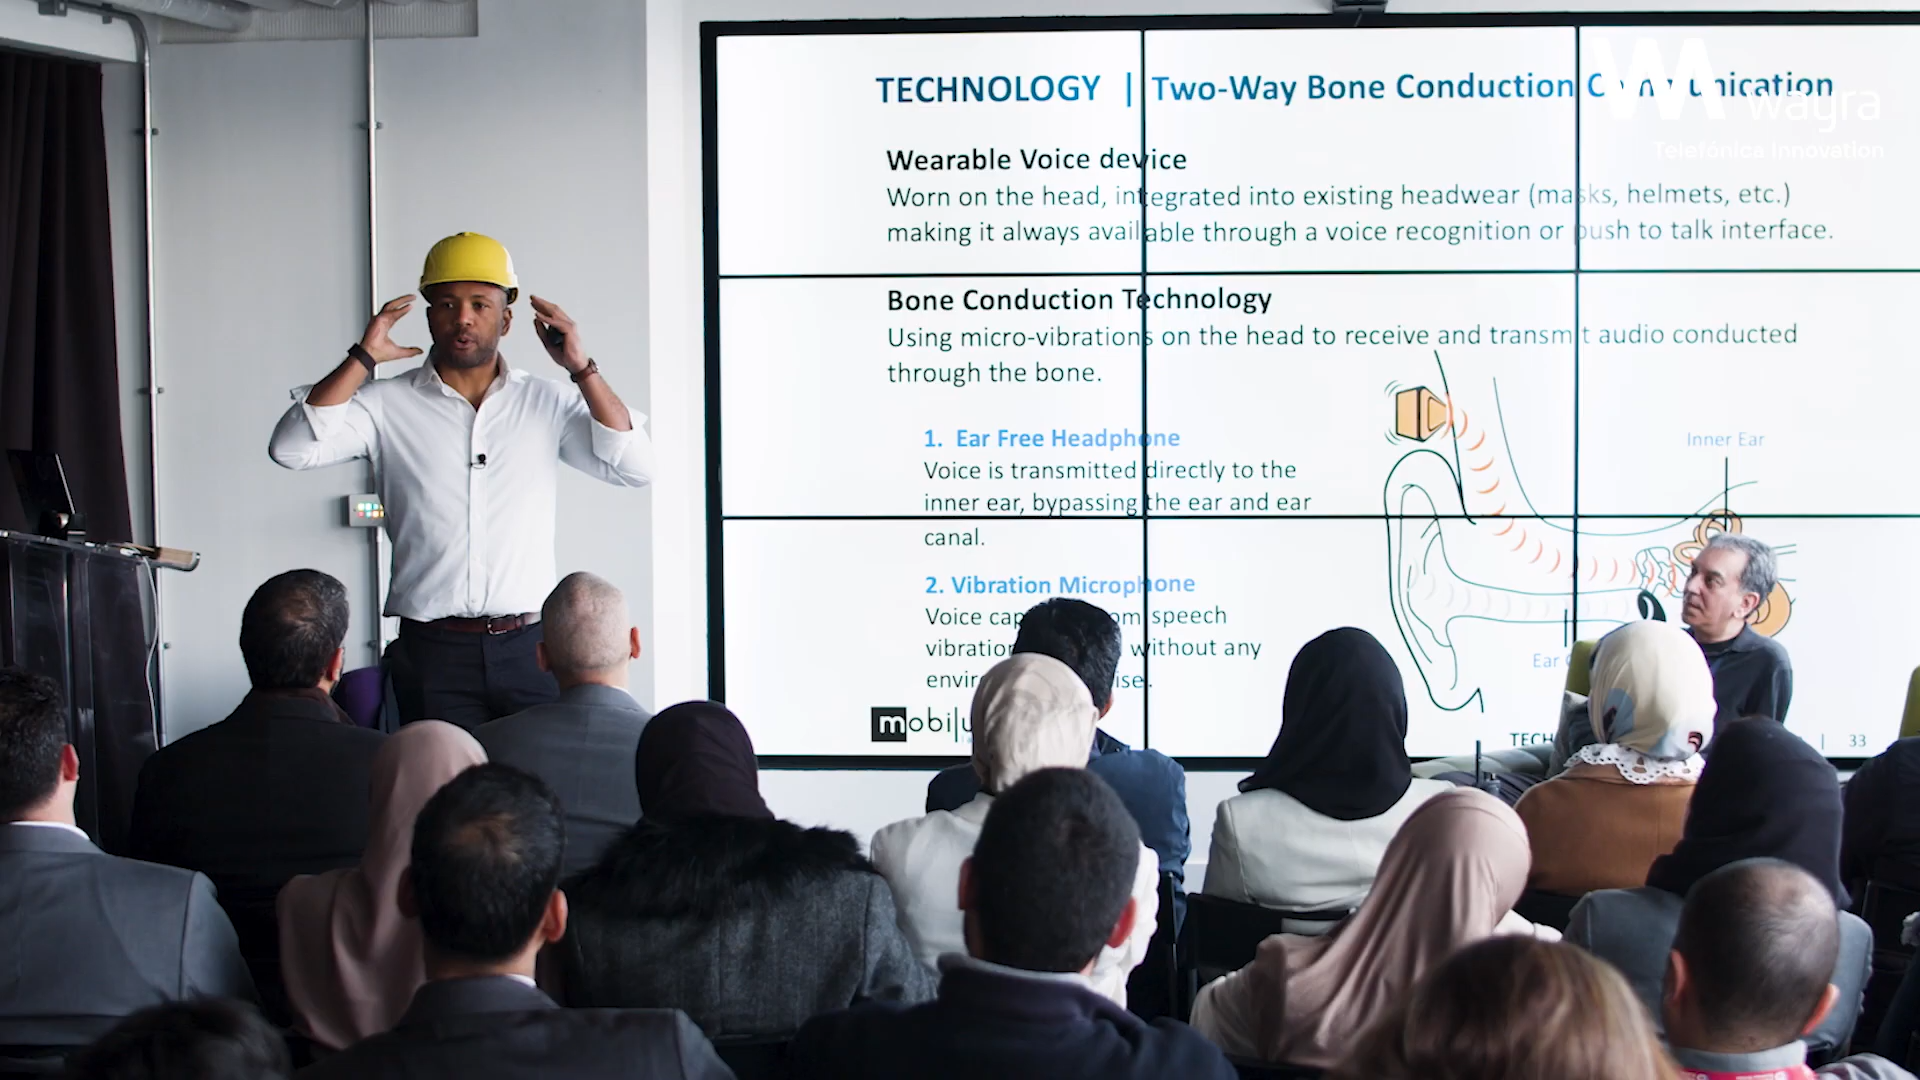 TECHNOLOGY | Two-Way Bone Conduction Communication
wayra
Telefónica Innovation
Wearable Voice device
Worn on the head, integrated into existing headwear (masks, helmets, etc.)
making it always available through a voice recognition or push to talk interface.
Bone Conduction Technology
Using micro-vibrations on the head to receive and transmit audio conducted
through the bone.
1. Ear Free Headphone
Voice is transmitted directly to the
inner ear, bypassing the ear and ear
canal.
Inner Ear
2. Vibration Microphone
Voice speech
without any
Ear
| 33